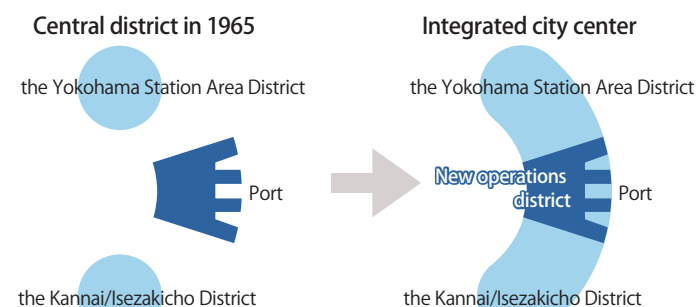 Central district in 1965
the Yokohama Station Area District
Port
the Kannai/Isezakicho District
Integrated city center
the Yokohama Station Area District
New operations
district
Port
the Kannai/Isezakicho District